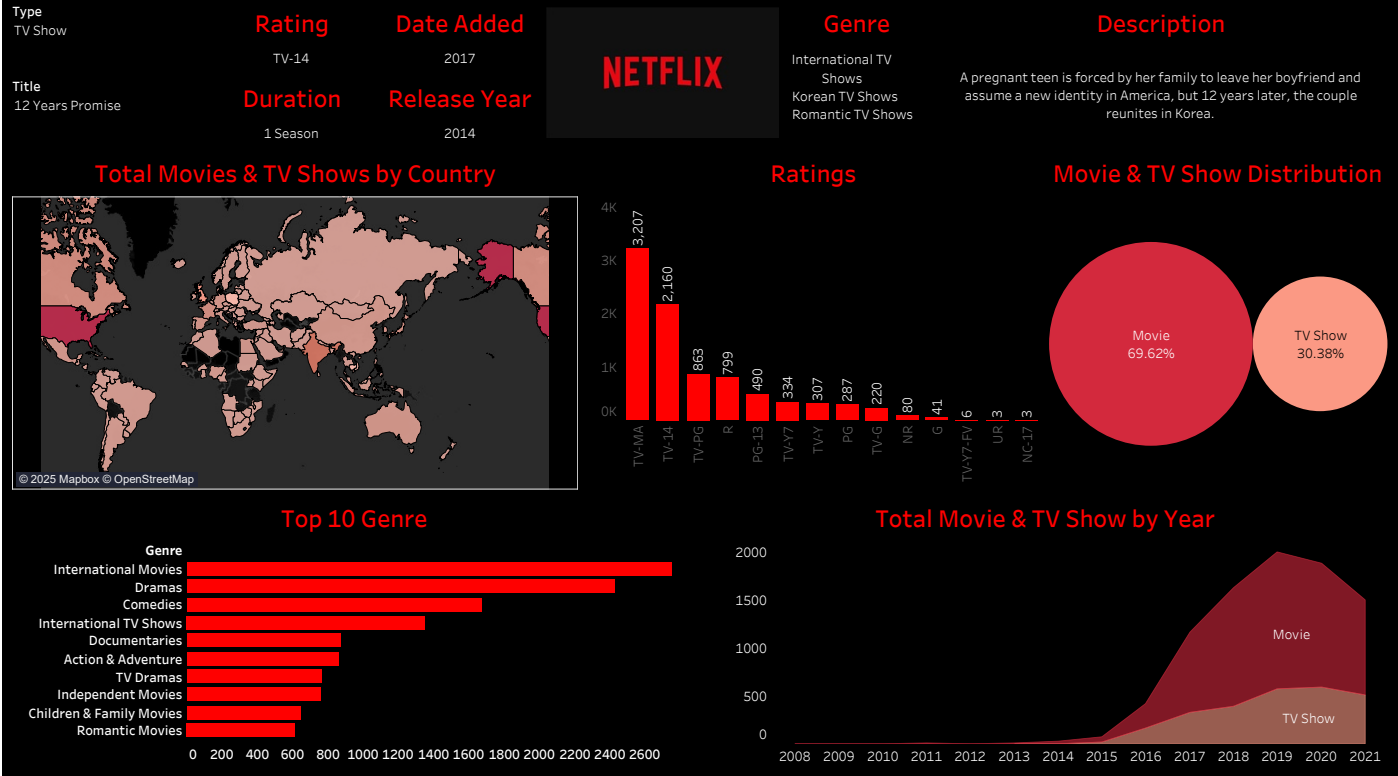 Type
TV Show
Title
12 Years Promise
Rating
TV-14
Date Added
2017
Duration
1 Season
Release Year
2014
NETFLIX
Genre
International TV
Shows
Korean TV Shows
Romantic TV Shows
Description
A pregnant teen is forced by her family to leave her boyfriend and
assume a new identity in America, but 12 years later, the couple
reunites in Korea.
Total Movies & TV Shows by Country
© 2025 Mapbox © OpenStreetMap
Ratings
4K
3K
2K
1K
0K
3,207
2,160
863
799
490
334
307
287
220
80
41
6
3
3
TV-MA
TV-14
TV-PG
R
PG-13
TV-Y7
TV-Y
PG
TV-G
NR
G
TV-Y7-FV
UR
NC-17
Movie & TV Show Distribution
Movie
69.62%
TV Show
30.38%
Top 10 Genre
Genre
International Movies
Dramas
Comedies
International TV Shows
Documentaries
Action & Adventure
TV Dramas
Independent Movies
Children & Family Movies
Romantic Movies
0 200 400 600 800 1000 1200 1400 1600 1800 2000 2200 2400 2600
Total Movie & TV Show by Year
2000
1500
1000
500
0
Movie
TV Show
2008 2009 2010 2011 2012 2013 2014 2015 2016 2017 2018 2019 2020 2021